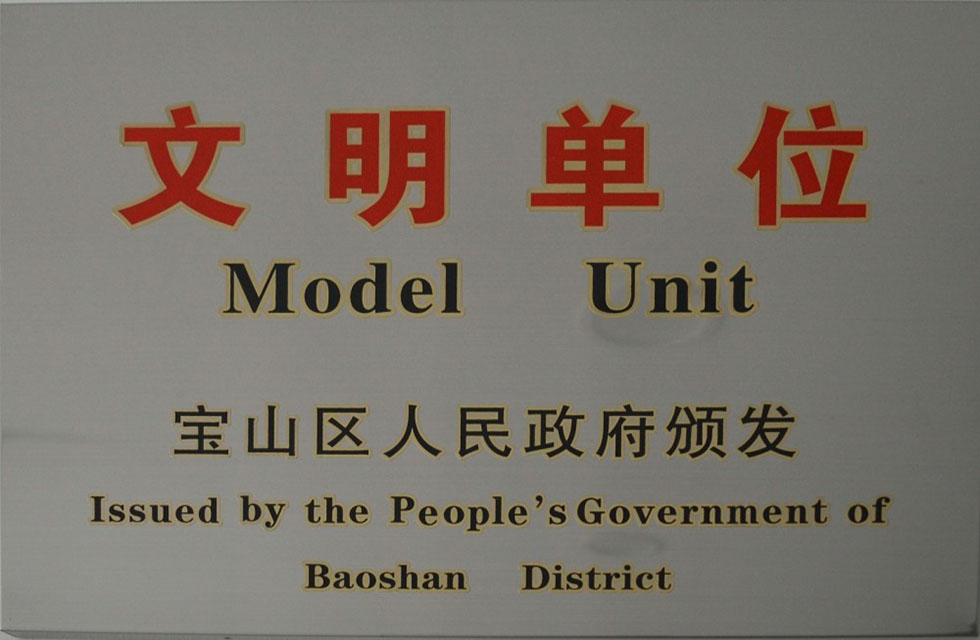 文明单位
Model Unit
宝山区人民政府颁发
Issued by the People's Government of
Baoshan District